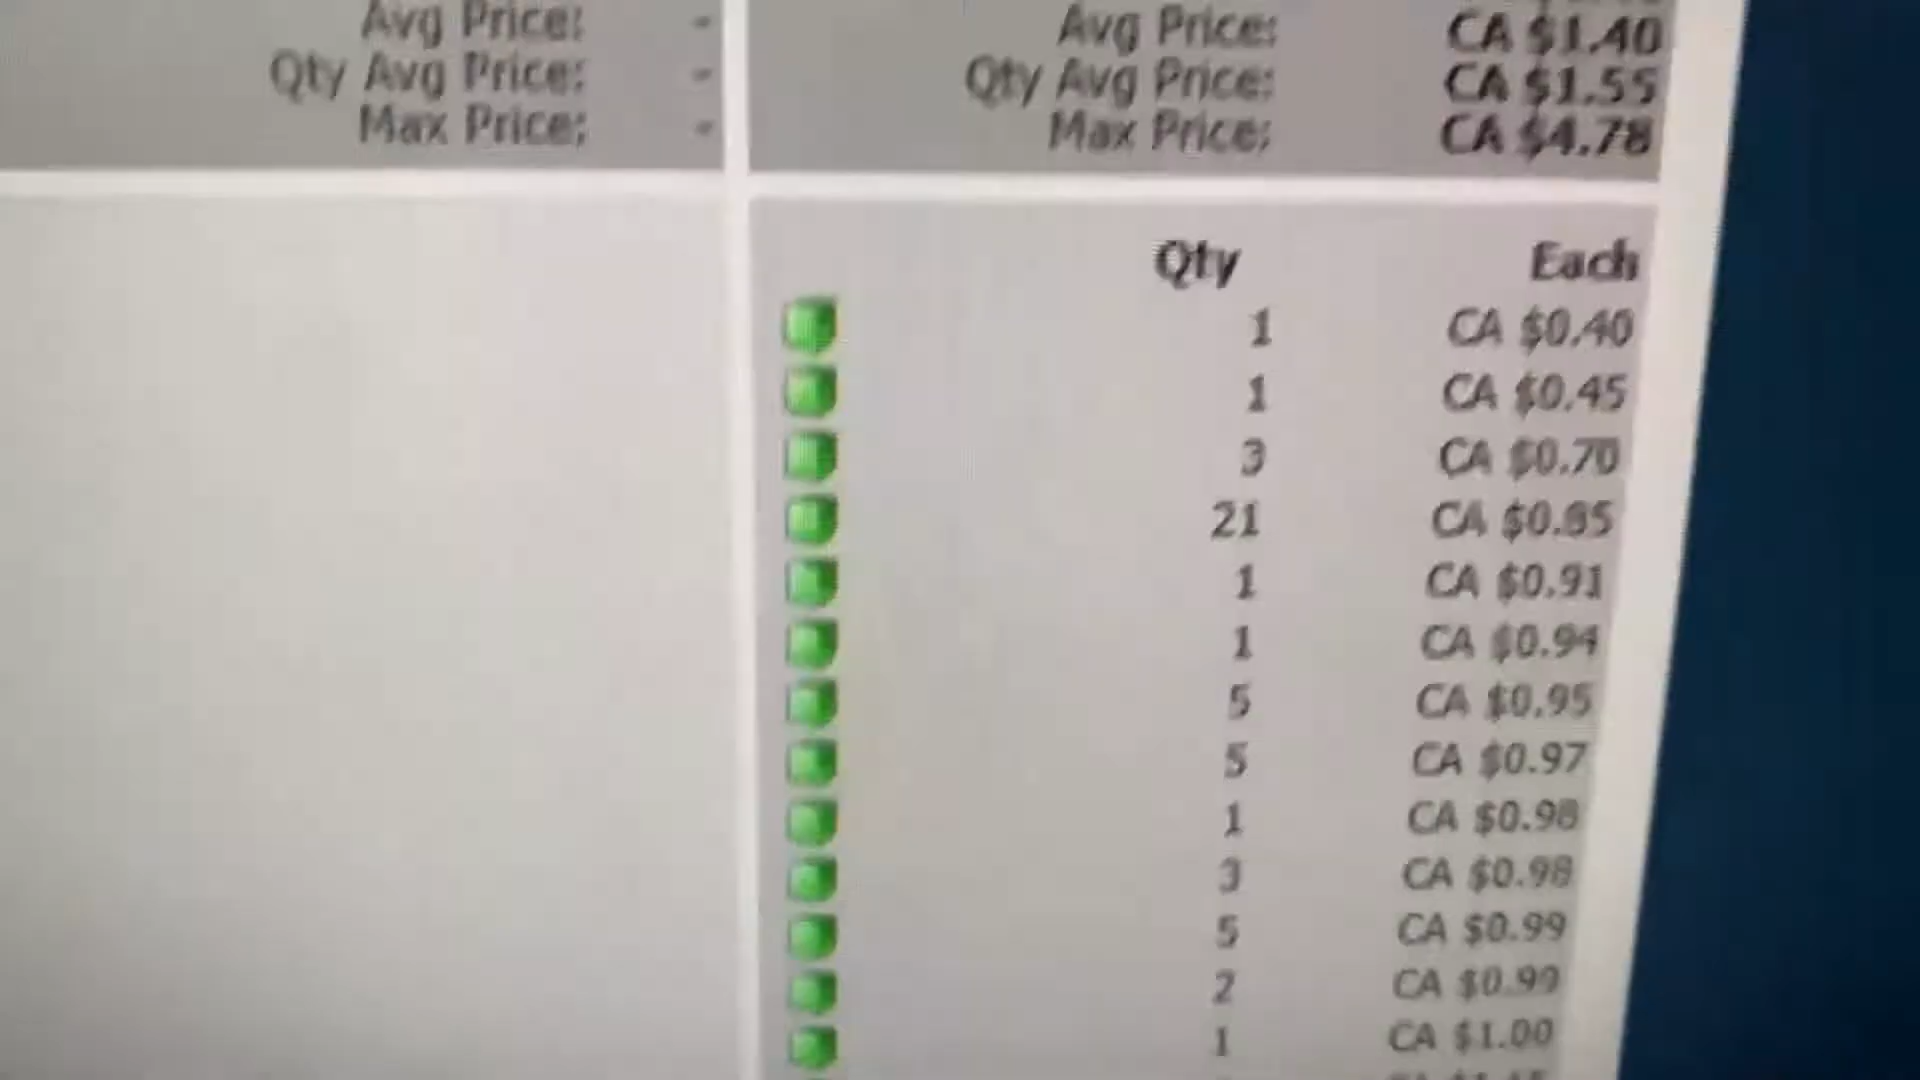 Avg Price: -
Qty Avg Price: -
Max Price: -
Avg Price: CA $1.40
Qty Avg Price: CA $1.55
Max Price: CA $4.78
Qty Each
1 CA $0.40
1 CA $0.45
3 CA $0.70
21 CA $0.85
1 CA $0.91
1 CA $0.94
5 CA $0.95
5 CA $0.97
1 CA $0.98
3 CA $0.98
5 CA $0.99
2 CA $0.99
1 CA $1.00